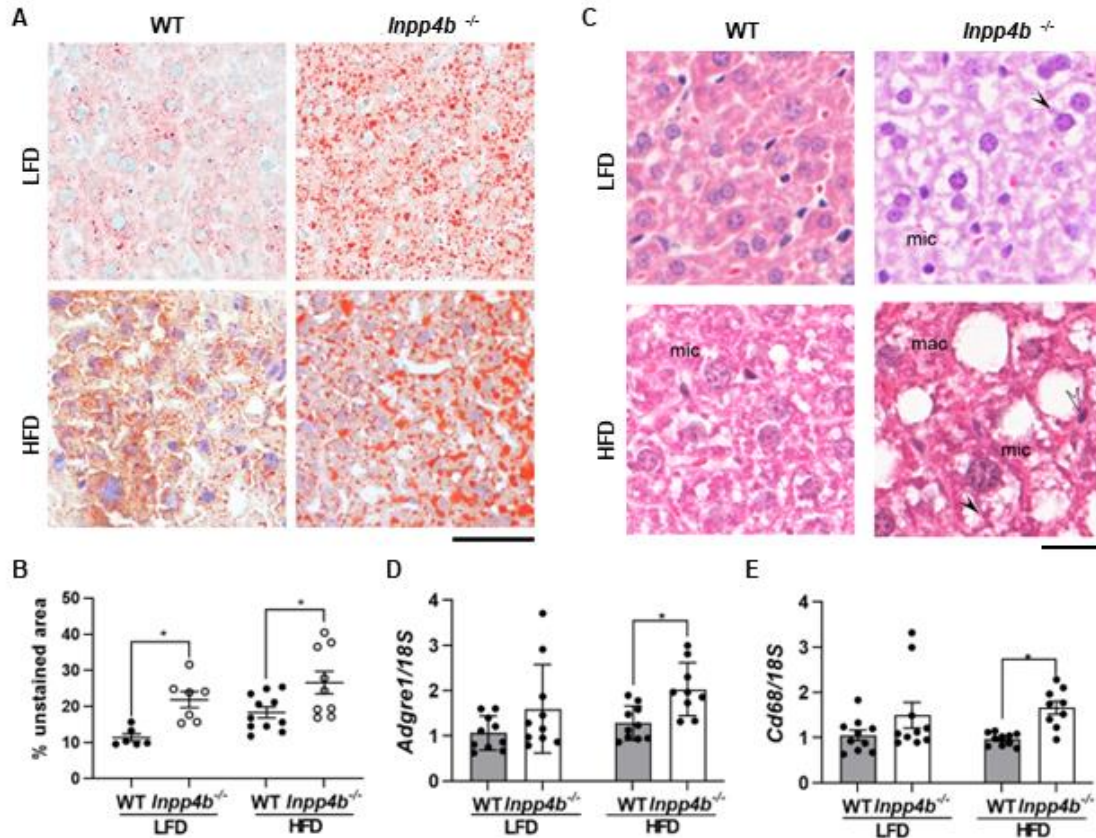 A
WT
Inpp4b -/-
LFD
HFD
C
WT
Inpp4b -/-
LFD
mic
HFD
mic
mac
mic
B
% unstained area
50
40
30
20
10
0
*
*
WT Inpp4b-/- WT Inpp4b-/-
LFD HFD
D
Adgre1/18S
4
3
2
1
0
*
WT Inpp4b-/- WT Inpp4b-/-
LFD HFD
E
Cd68/18S
4
3
2
1
0
*
WT Inpp4b-/- WT Inpp4b-/-
LFD HFD